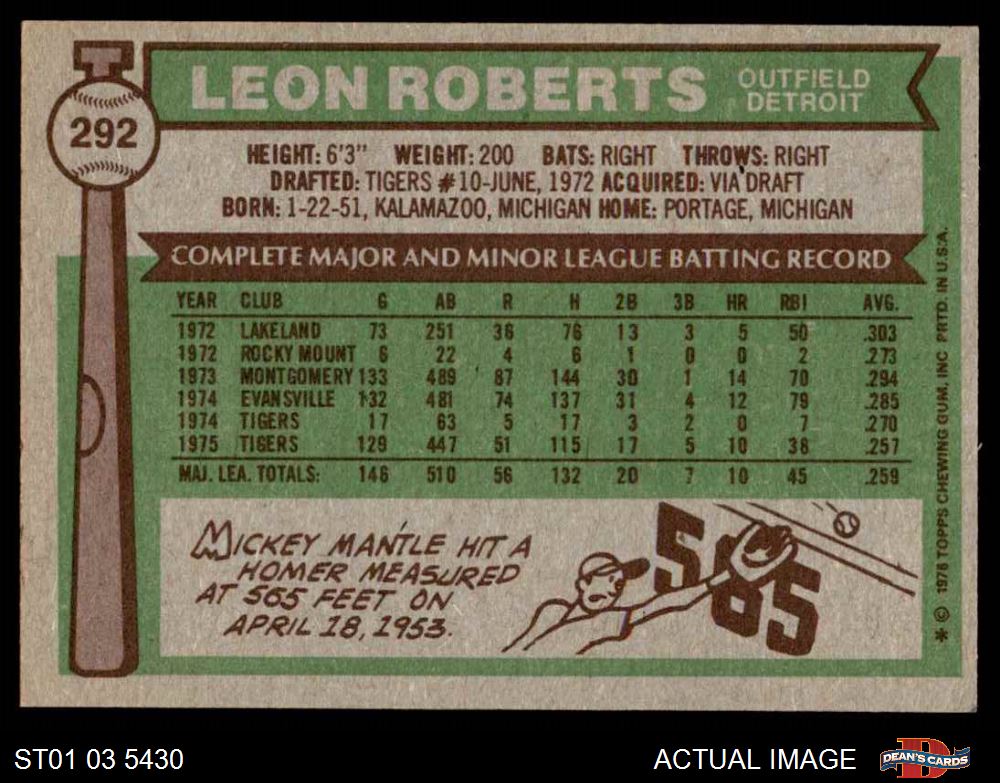 292
LEON ROBERTS
OUTFIELD
DETROIT
HEIGHT: 6'3" WEIGHT: 200 BATS: RIGHT THROWS: RIGHT
DRAFTED: TIGERS #10-JUNE, 1972 ACQUIRED: VIA DRAFT
BORN: 1-22-51, KALAMAZOO, MICHIGAN HOME: PORTAGE, MICHIGAN
COMPLETE MAJOR AND MINOR LEAGUE BATTING RECORD
YEAR CLUB G AB R H 2B 3B HR RBI AVG.
1972 LAKELAND 73 251 36 76 13 3 5 50 .303
1972 ROCKY MOUNT 6 22 4 6 1 0 0 2 .273
1973 MONTGOMERY 133 489 87 144 30 1 14 70 .294
1974 EVANSVILLE 132 481 74 137 31 4 12 79 .285
1974 TIGERS 17 63 5 17 3 2 0 7 .270
1975 TIGERS 129 447 51 115 17 5 10 38 .257
MAJ. LEA. TOTALS: 146 510 56 132 20 7 10 45 .259
MICKEY MANTLE HIT A
HOMER MEASURED
AT 565 FEET ON
APRIL 18, 1953.
565
* © 1976 TOPPS CHEWING GUM, INC PRTD. IN U.S.A.
ST01 03 5430
ACTUAL IMAGE
D
DEAN'S CARDS